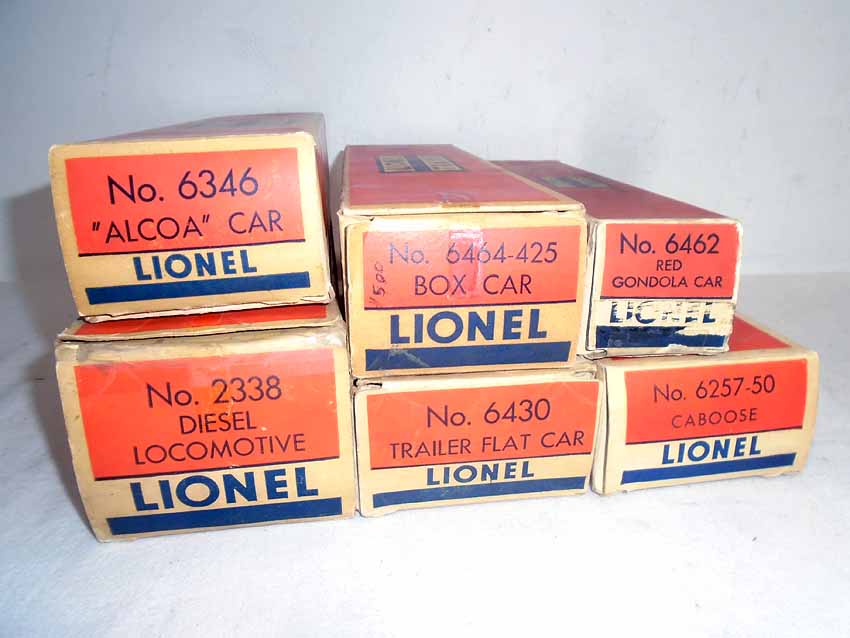 No. 6346
"ALCOA" CAR
LIONEL
No. 6464-425
BOX CAR
LIONEL
$500
No. 6462
RED
GONDOLA CAR
LIONEL
No. 2338
DIESEL
LOCOMOTIVE
LIONEL
No. 6430
TRAILER FLAT CAR
LIONEL
No. 6257-50
CABOOSE
LIONEL